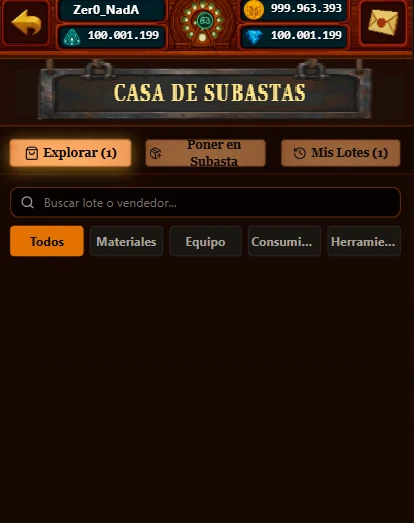 Zer0_NadA
999.963.393
100.001.199
100.001.199
CASA DE SUBASTAS
Explorar (1)
Poner en
Subasta
Mis Lotes (1)
Buscar lote o vendedor...
Todos
Materiales
Equipo
Consumi...
Herramie...